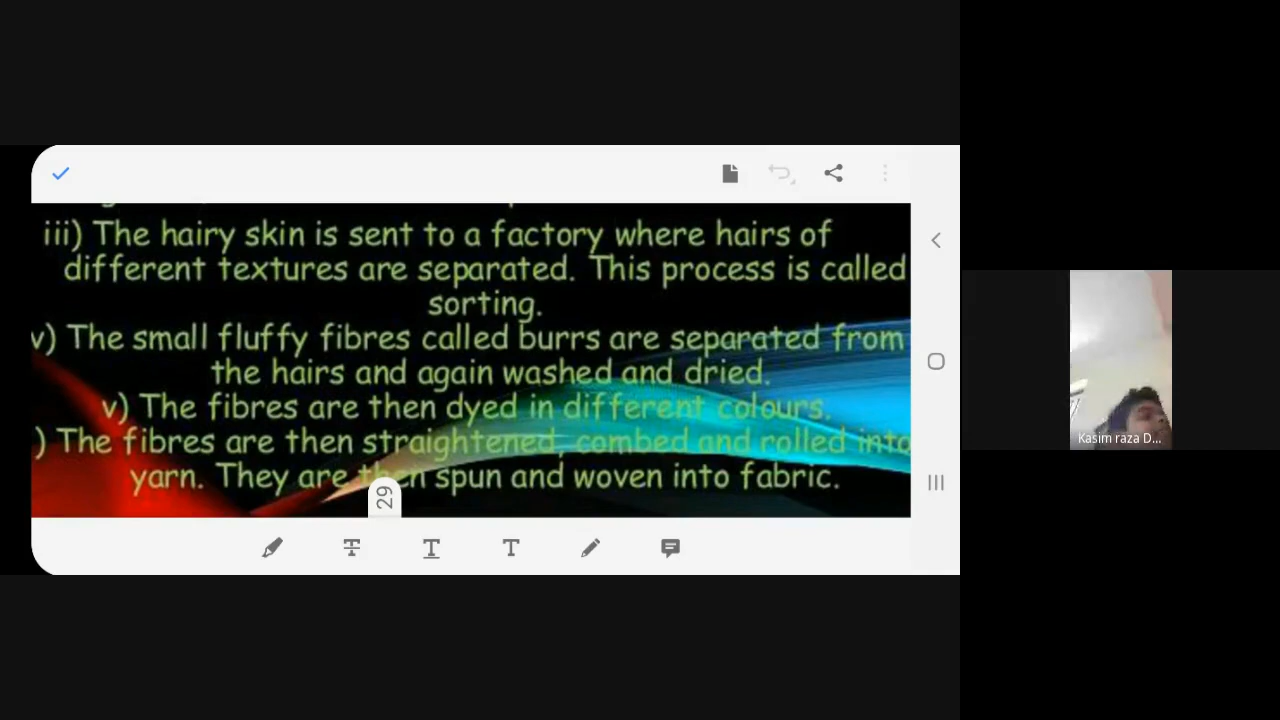 iii) The hairy skin is sent to a factory where hairs of
different textures are separated. This process is called
sorting.
v) The small fluffy fibres called burrs are separated from
the hairs and again washed and dried.
v) The fibres are then dyed in different colours.
) The fibres are then straightened, combed and rolled into
yarn. They are then spun and woven into fabric.
29
Kasim raza D...